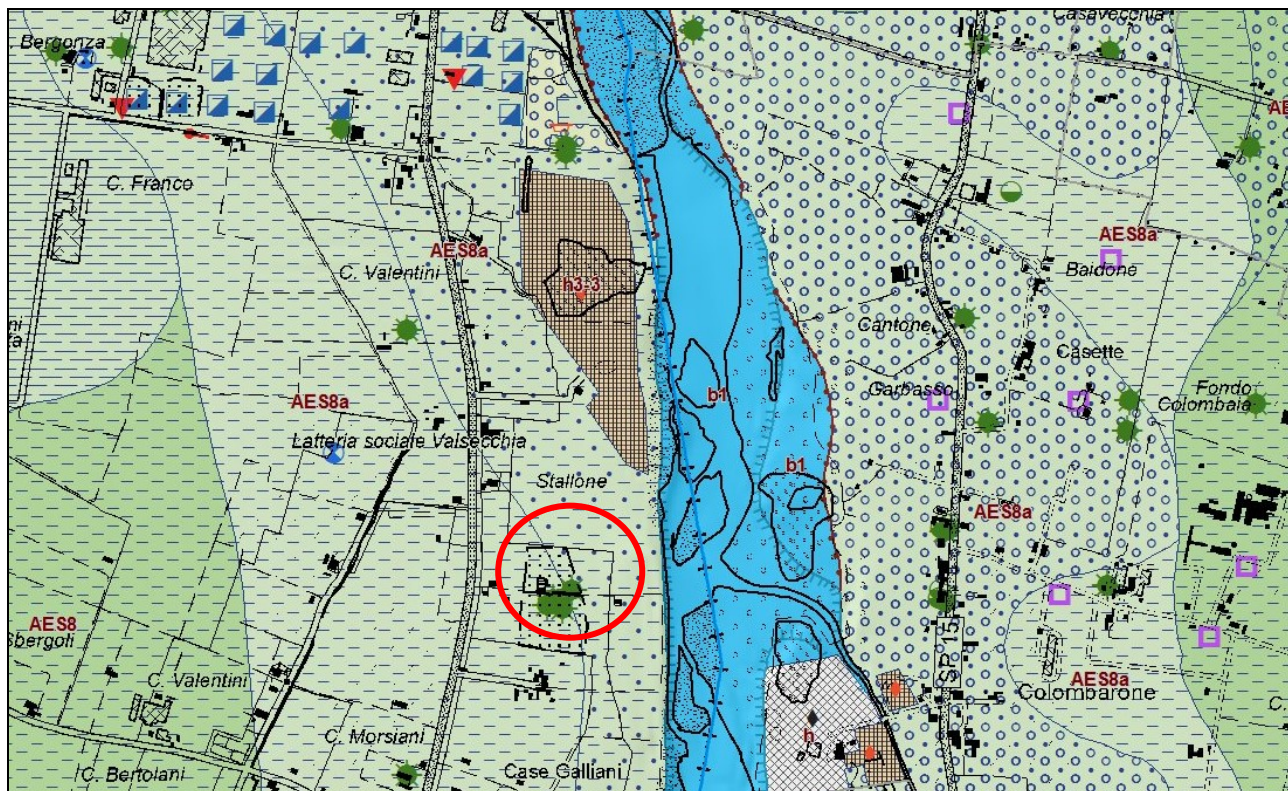 Casavecchia
. Bergonza
C. Franco
AES8a
C. Valentini
h3-3
AES8a
Baldone
Cantone
Casette
b1
Garbasso
Fondo
Colombaia
AES8a
Latteria sociale Valsecchia
b1
Stallone
AES8a
AES8
Sbergoli
C. Valentini
SP 15
AES8a
Colombarone
h
C. Morsiani
C. Bertolani
Case Galliani